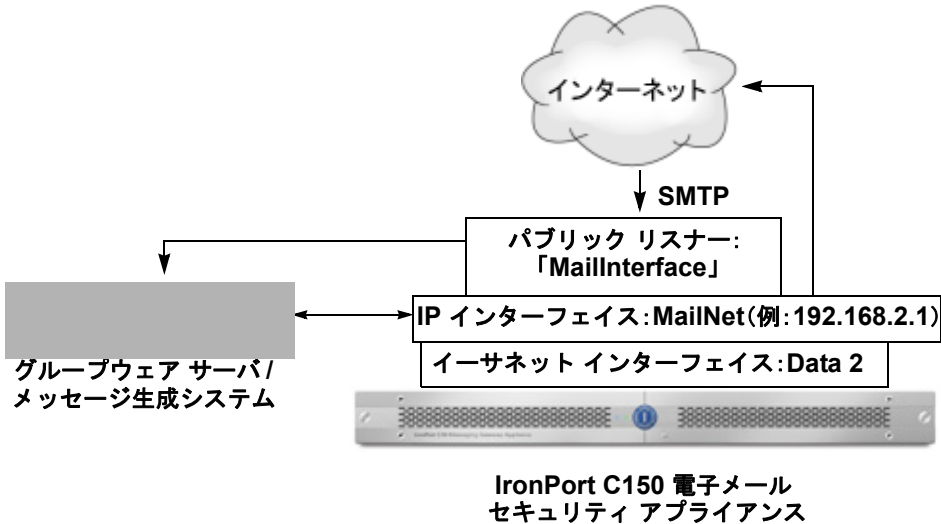 インターネット
SMTP
パブリック リスナー:
「MailInterface」
IP インターフェイス:MailNet(例:192.168.2.1)
イーサネット インターフェイス:Data 2
グループウェア サーバ /
メッセージ生成システム
IronPort C150 電子メール
セキュリティ アプライアンス